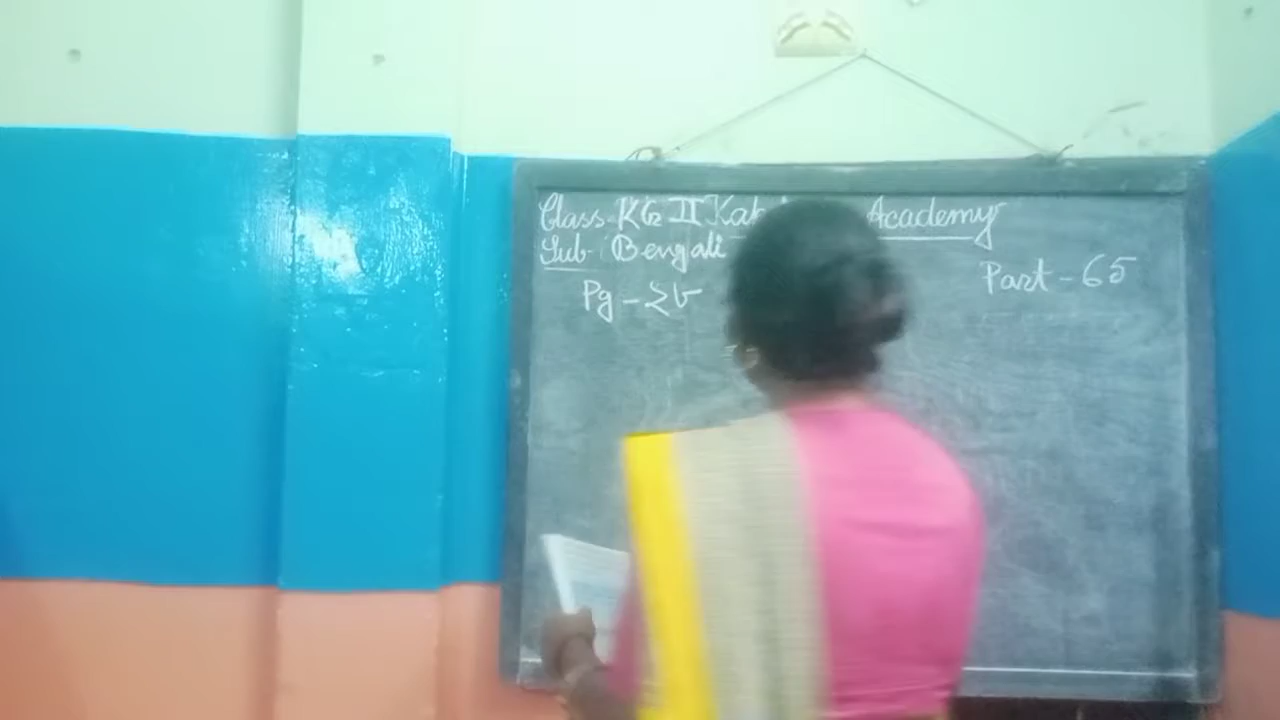 Class- KG II Academy
Sub- Bengali
Part - 65
Pg - ২৮